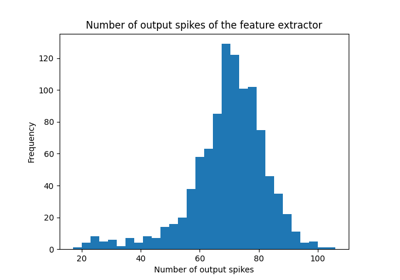 Number of output spikes of the feature extractor
Frequency
120
100
80
60
40
20
0
20 40 60 80 100
Number of output spikes